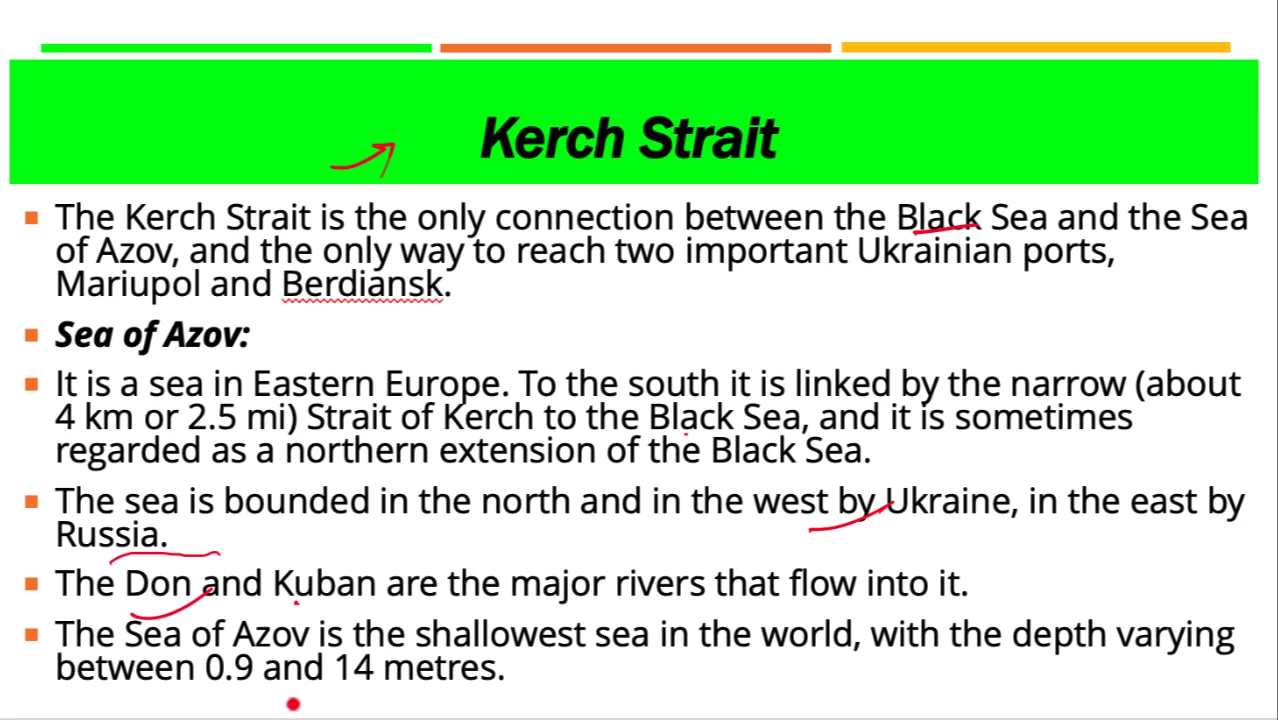 Kerch Strait
The Kerch Strait is the only connection between the Black Sea and the Sea
of Azov, and the only way to reach two important Ukrainian ports,
Mariupol and Berdiansk.
Sea of Azov:
It is a sea in Eastern Europe. To the south it is linked by the narrow (about
4 km or 2.5 mi) Strait of Kerch to the Black Sea, and it is sometimes
regarded as a northern extension of the Black Sea.
The sea is bounded in the north and in the west by Ukraine, in the east by
Russia.
The Don and Kuban are the major rivers that flow into it.
The Sea of Azov is the shallowest sea in the world, with the depth varying
between 0.9 and 14 metres.